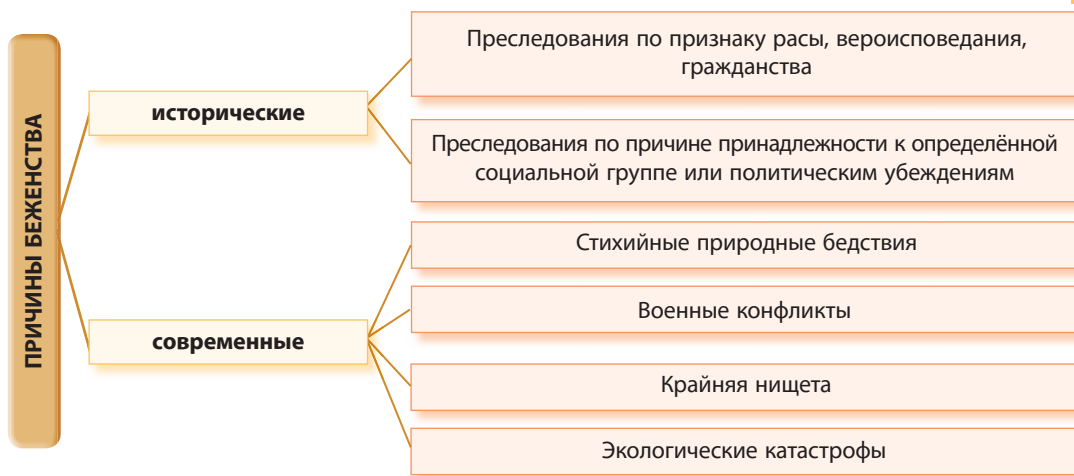 ПРИЧИНЫ БЕЖЕНСТВА
исторические
Преследования по признаку расы, вероисповедания,
гражданства
Преследования по причине принадлежности к определённой
социальной группе или политическим убеждениям
современные
Стихийные природные бедствия
Военные конфликты
Крайняя нищета
Экологические катастрофы